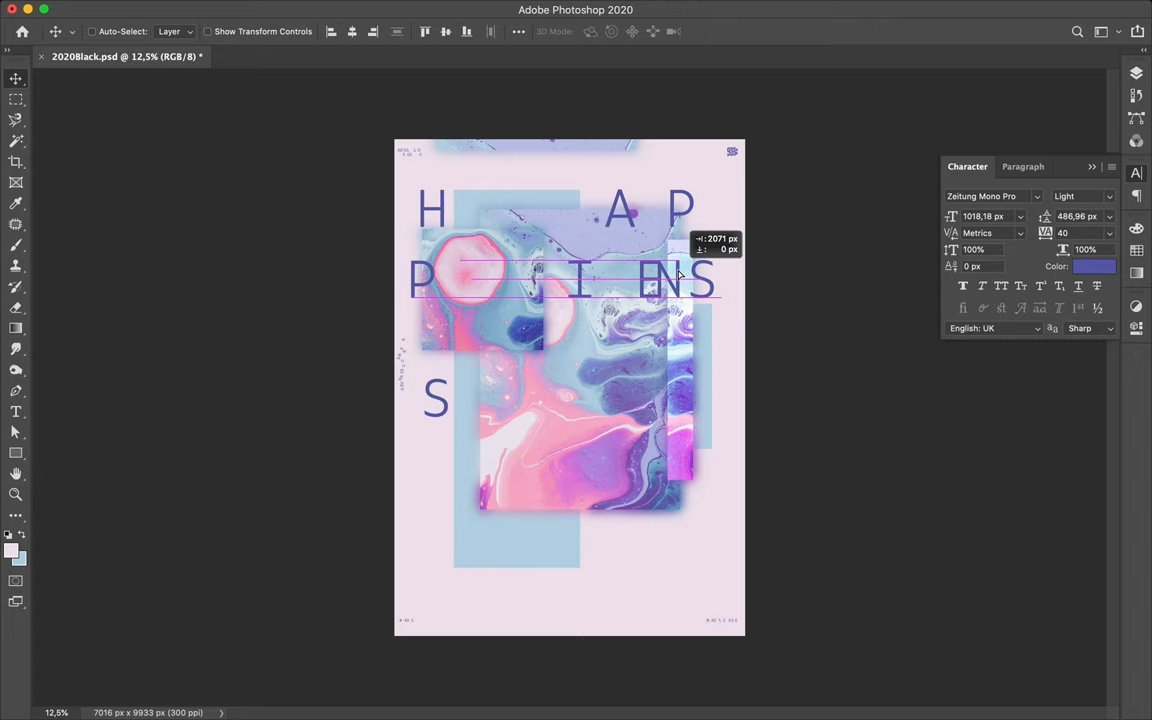 Adobe Photoshop 2020
Auto-Select: Layer Show Transform Controls 3D Mode:
2020Black.psd @ 12,5% (RGB/8) *
H A P
P I E N S
S
→: 2071 px
↓: 0 px
Character Paragraph
Zeitung Mono Pro Light
1018,18 px 486,96 px
Metrics 40
100% 100%
0 px Color:
English: UK Sharp
12,5% 7016 px x 9933 px (300 ppi)